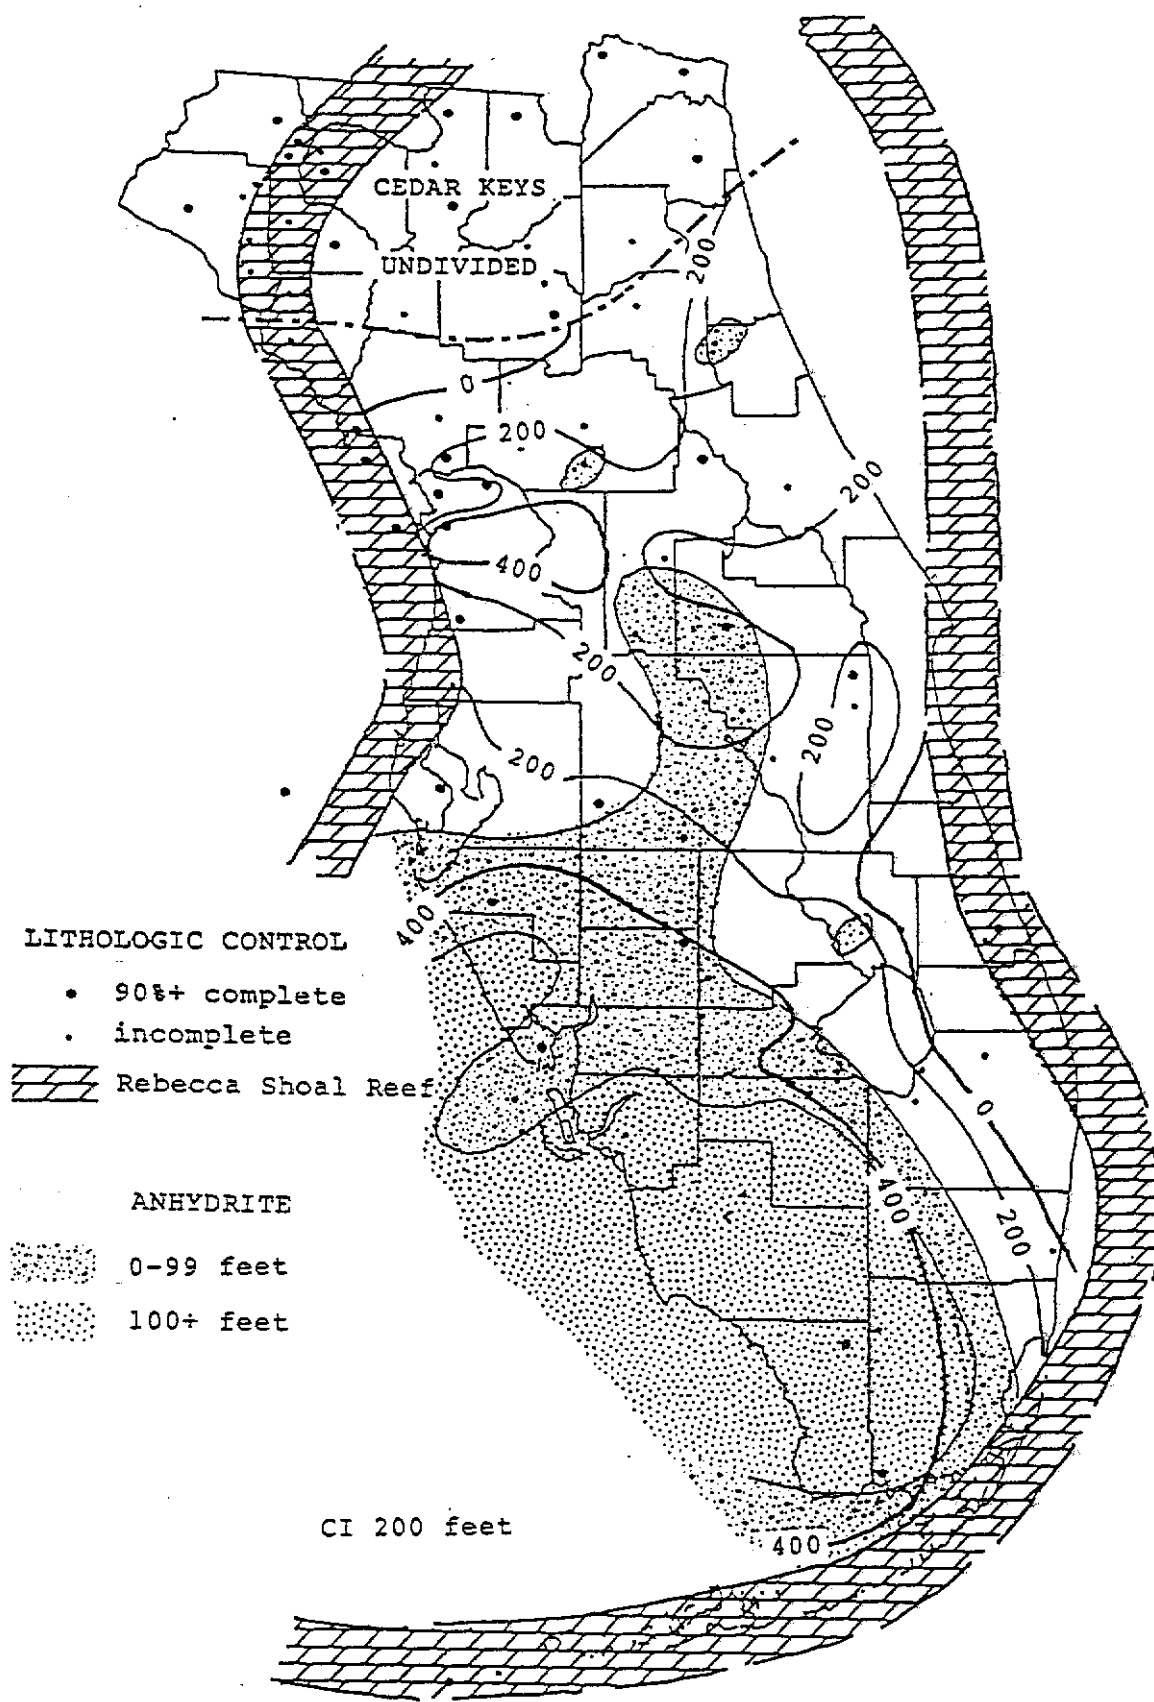 CEDAR KEYS
UNDIVIDED
200
0
200
200
400
200
200
200
400
LITHOLOGIC CONTROL
90%+ complete
incomplete
Rebecca Shoal Reef
0
ANHYDRITE
400
200
0-99 feet
100+ feet
CI 200 feet
400